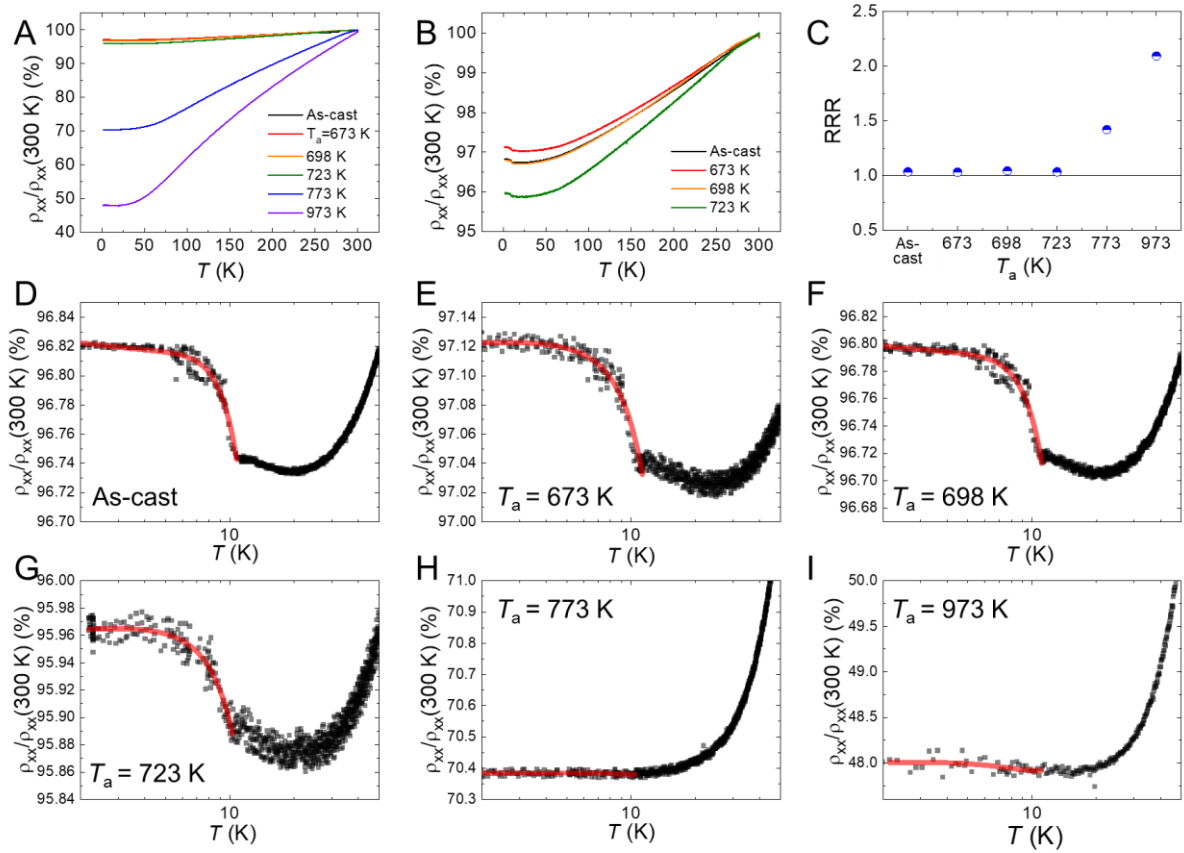 A
ρxx/ρxx(300 K) (%)
100
90
80
70
60
50
40
0 50 100 150 200 250 300
T (K)
As-cast
Ta=673 K
698 K
723 K
773 K
973 K
B
ρxx/ρxx(300 K) (%)
100
99
98
97
96
95
0 50 100 150 200 250 300
T (K)
As-cast
673 K
698 K
723 K
C
RRR
2.5
2.0
1.5
1.0
0.5
As-cast 673 698 723 773 973
Ta (K)
D
ρxx/ρxx(300 K) (%)
96.84
96.82
96.80
96.78
96.76
96.74
96.72
96.70
As-cast
10
T (K)
E
ρxx/ρxx(300 K) (%)
97.14
97.12
97.10
97.08
97.06
97.04
97.02
97.00
Ta = 673 K
10
T (K)
F
ρxx/ρxx(300 K) (%)
96.82
96.80
96.78
96.76
96.74
96.72
96.70
96.68
Ta = 698 K
10
T (K)
G
ρxx/ρxx(300 K) (%)
96.00
95.98
95.96
95.94
95.92
95.90
95.88
95.86
95.84
Ta = 723 K
10
T (K)
H
ρxx/ρxx(300 K) (%)
71.0
70.9
70.8
70.7
70.6
70.5
70.4
70.3
Ta = 773 K
10
T (K)
I
ρxx/ρxx(300 K) (%)
50.0
49.5
49.0
48.5
48.0
Ta = 973 K
10
T (K)